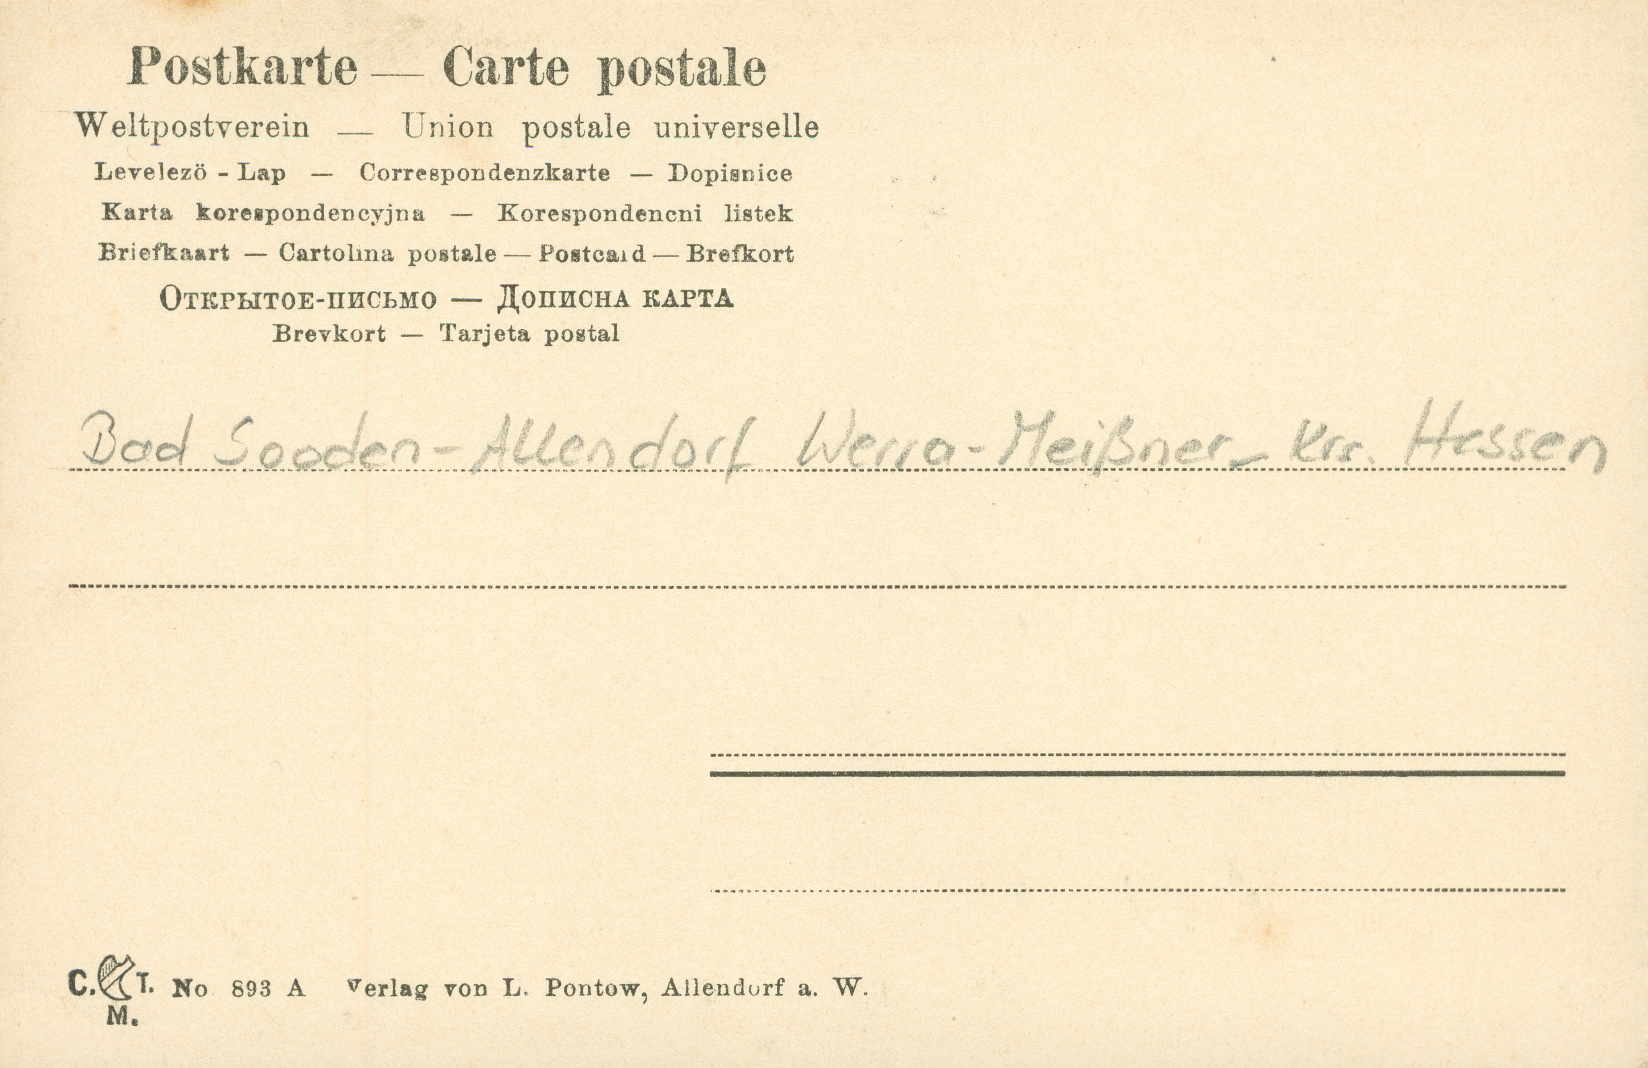 Postkarte — Carte postale
Weltpostverein — Union postale universelle
Levelezö - Lap — Correspondenzkarte — Dopisnice
Karta korespondencyjna — Korespondencni listek
Briefkaart — Cartolina postale — Postcard — Brefkort
Открытое-письмо — Дописна карта
Brevkort — Tarjeta postal
Bad Sooden-Allendorf Werra-Meißner- Krs. Hessen
C. T. No 893 A Verlag von L. Pontow, Allendorf a. W.
M.